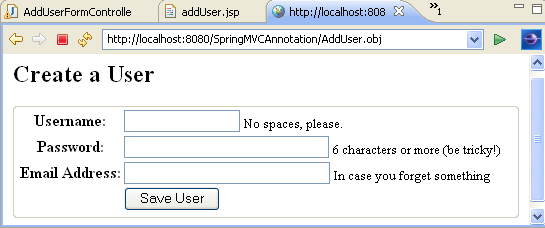 AddUserFormControlle addUser.jsp http://localhost:808 »1
http://localhost:8080/SpringMVCAnnotation/AddUser.obj
Create a User
Username: No spaces, please.
Password: 6 characters or more (be tricky!)
Email Address: In case you forget something
Save User